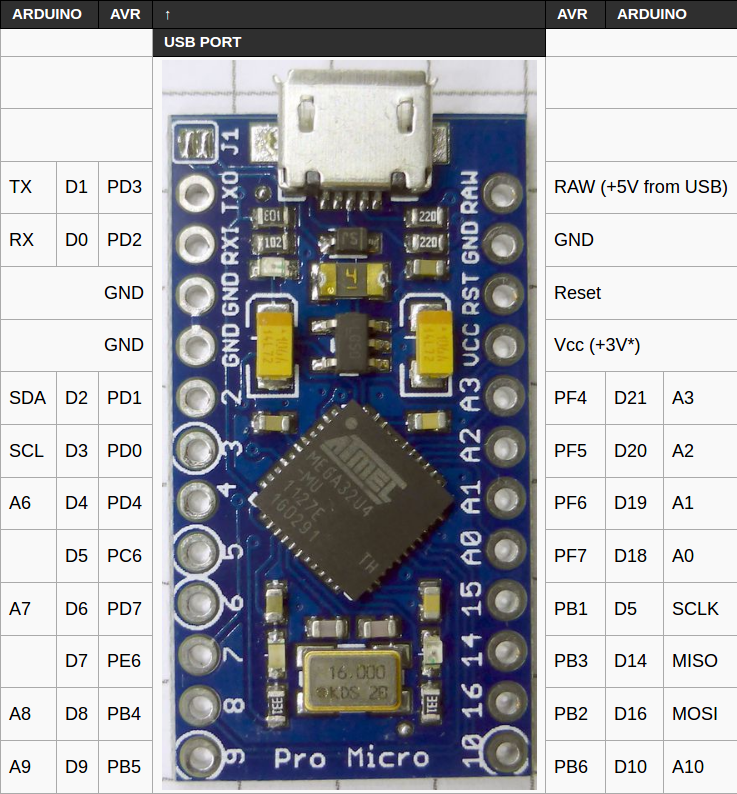 ARDUINO AVR ↑ AVR ARDUINO
USB PORT
J1
TX D1 PD3 TXO RAW RAW (+5V from USB)
103 220
RX D0 PD2 RXI GND GND
102 220
GND GND RST Reset
4
GND GND VCC Vcc (+3V*)
SDA D2 PD1 2 A3 PF4 D21 A3
SCL D3 PD0 3 A2 PF5 D20 A2
ATMEL
MEGA32U4
A6 D4 PD4 4 A1 PF6 D19 A1
MU
TH
D5 PC6 5 A0 PF7 D18 A0
A7 D6 PD7 6 15 PB1 D5 SCLK
D7 PE6 7 14 PB3 D14 MISO
16.000
KDS
A8 D8 PB4 8 16 PB2 D16 MOSI
A9 D9 PB5 9 Pro Micro 10 PB6 D10 A10